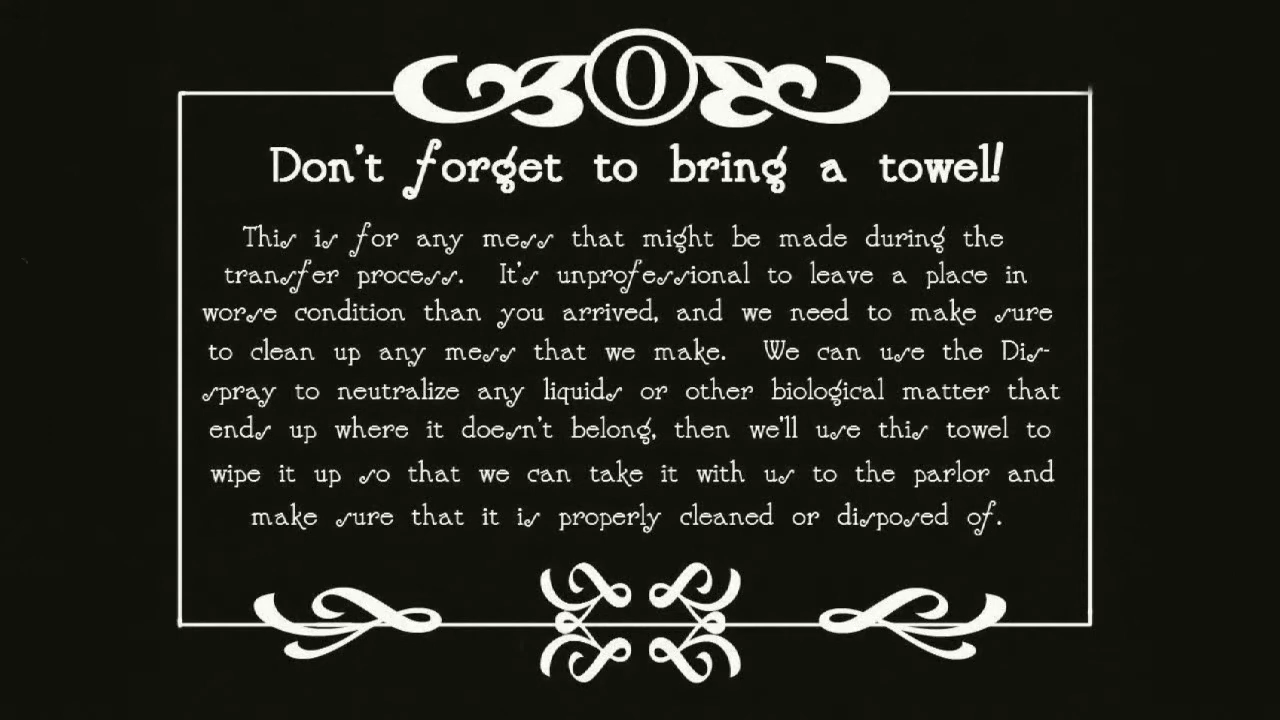 O
Don't forget to bring a towel!
This is for any mess that might be made during the
transfer process. It's unprofessional to leave a place in
worse condition than you arrived, and we need to make sure
to clean up any mess that we make. We can use the Dis-
spray to neutralize any liquids or other biological matter that
ends up where it doesn't belong, then we'll use this towel to
wipe it up so that we can take it with us to the parlor and
make sure that it is properly cleaned or disposed of.